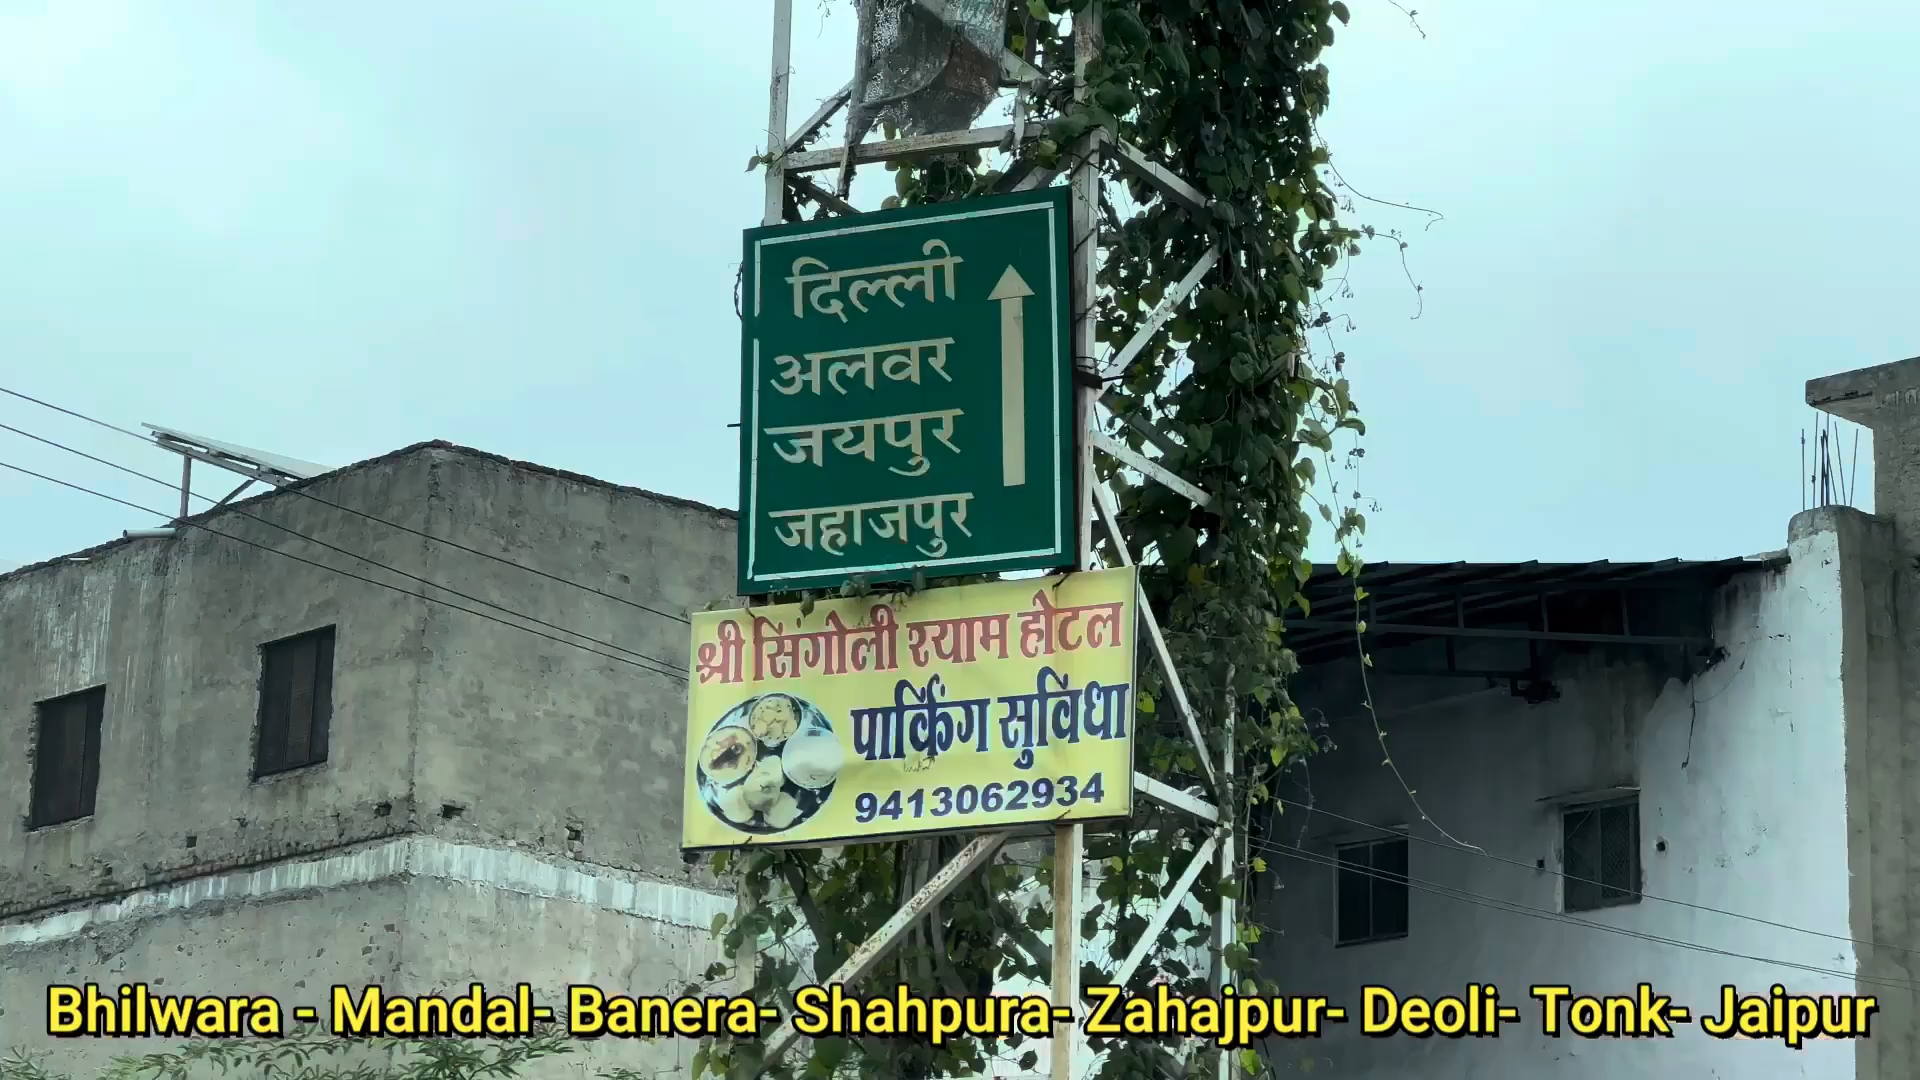 दिल्ली
अलवर
जयपुर
जहाजपुर
श्री सिंगोली श्याम होटल
पार्किंग सुविधा
9413062934
Bhilwara - Mandal- Banera- Shahpura- Zahajpur- Deoli- Tonk- Jaipur